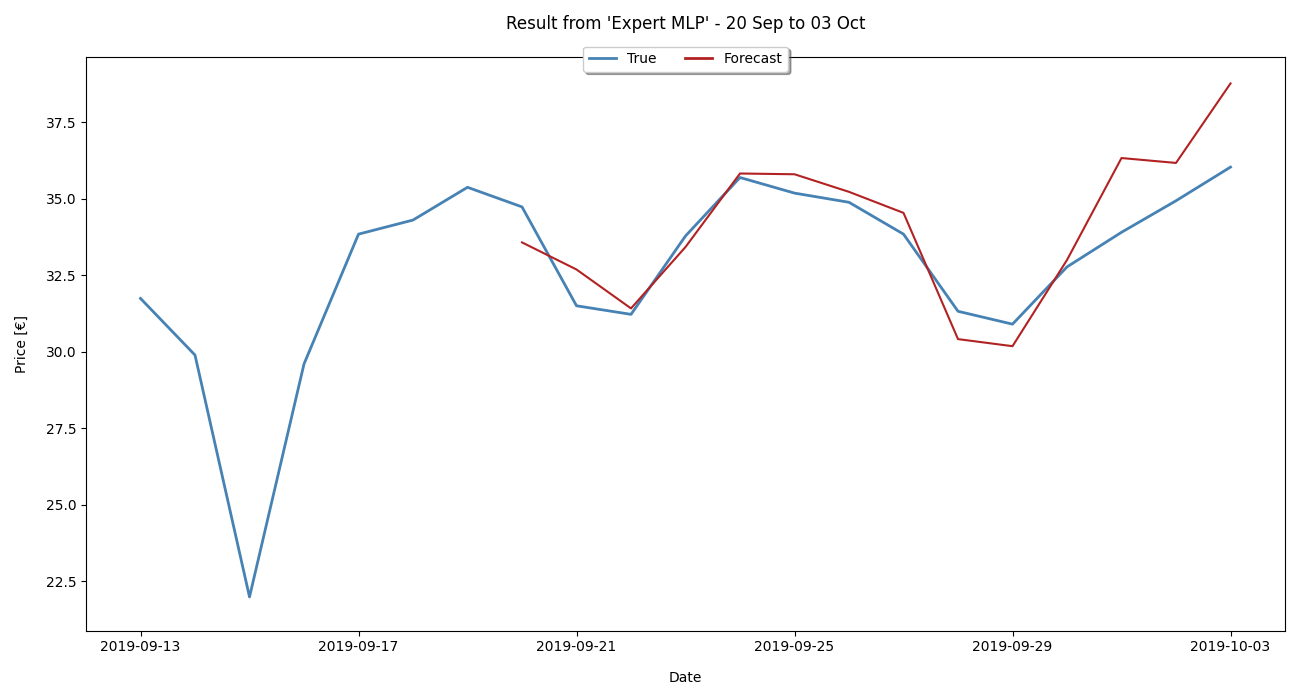 Result from 'Expert MLP' - 20 Sep to 03 Oct
True Forecast
37.5
35.0
32.5
30.0
27.5
25.0
22.5
Price [€]
2019-09-13 2019-09-17 2019-09-21 2019-09-25 2019-09-29 2019-10-03
Date